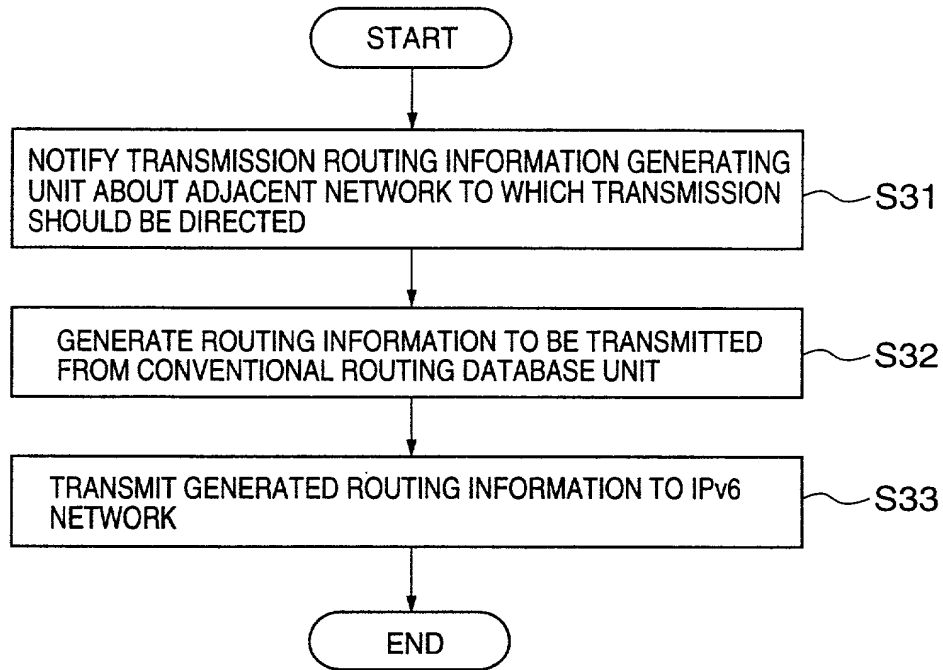 START
NOTIFY TRANSMISSION ROUTING INFORMATION GENERATING
UNIT ABOUT ADJACENT NETWORK TO WHICH TRANSMISSION
SHOULD BE DIRECTED
S31
GENERATE ROUTING INFORMATION TO BE TRANSMITTED
FROM CONVENTIONAL ROUTING DATABASE UNIT
S32
TRANSMIT GENERATED ROUTING INFORMATION TO IPv6
NETWORK
S33
END